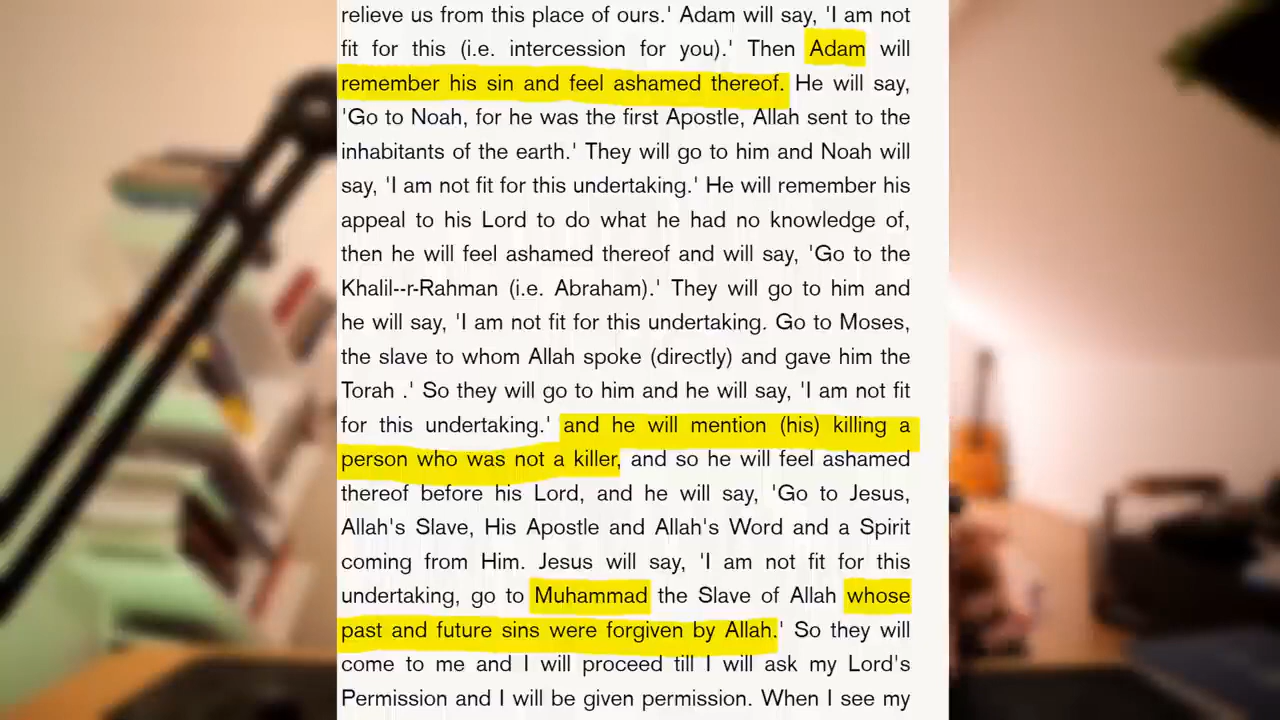 relieve us from this place of ours.' Adam will say, 'I am not
fit for this (i.e. intercession for you).' Then Adam will
remember his sin and feel ashamed thereof. He will say,
'Go to Noah, for he was the first Apostle, Allah sent to the
inhabitants of the earth.' They will go to him and Noah will
say, 'I am not fit for this undertaking.' He will remember his
appeal to his Lord to do what he had no knowledge of,
then he will feel ashamed thereof and will say, 'Go to the
Khalil--r-Rahman (i.e. Abraham).' They will go to him and
he will say, 'I am not fit for this undertaking. Go to Moses,
the slave to whom Allah spoke (directly) and gave him the
Torah .' So they will go to him and he will say, 'I am not fit
for this undertaking.' and he will mention (his) killing a
person who was not a killer, and so he will feel ashamed
thereof before his Lord, and he will say, 'Go to Jesus,
Allah's Slave, His Apostle and Allah's Word and a Spirit
coming from Him. Jesus will say, 'I am not fit for this
undertaking, go to Muhammad the Slave of Allah whose
past and future sins were forgiven by Allah.' So they will
come to me and I will proceed till I will ask my Lord's
Permission and I will be given permission. When I see my